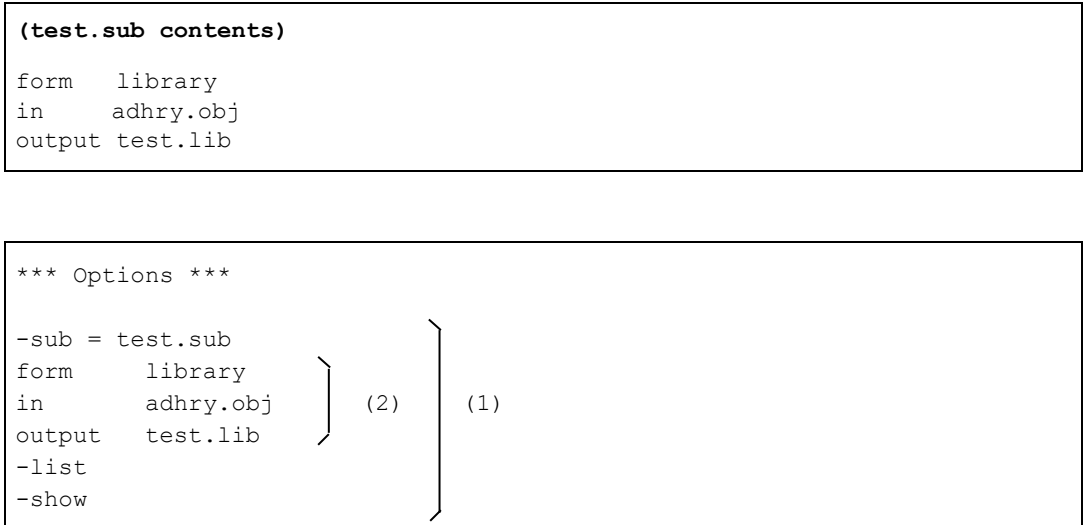 (test.sub contents)
form library
in adhry.obj
output test.lib
*** Options ***
-sub = test.sub
form library
in adhry.obj (2) (1)
output test.lib
-list
-show